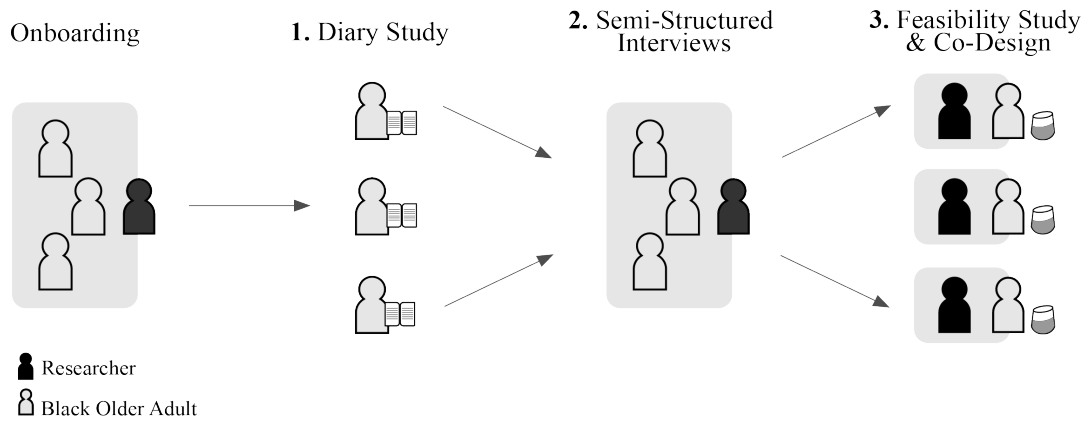 Onboarding
1. Diary Study
2. Semi-Structured
Interviews
3. Feasibility Study
& Co-Design
Researcher
Black Older Adult